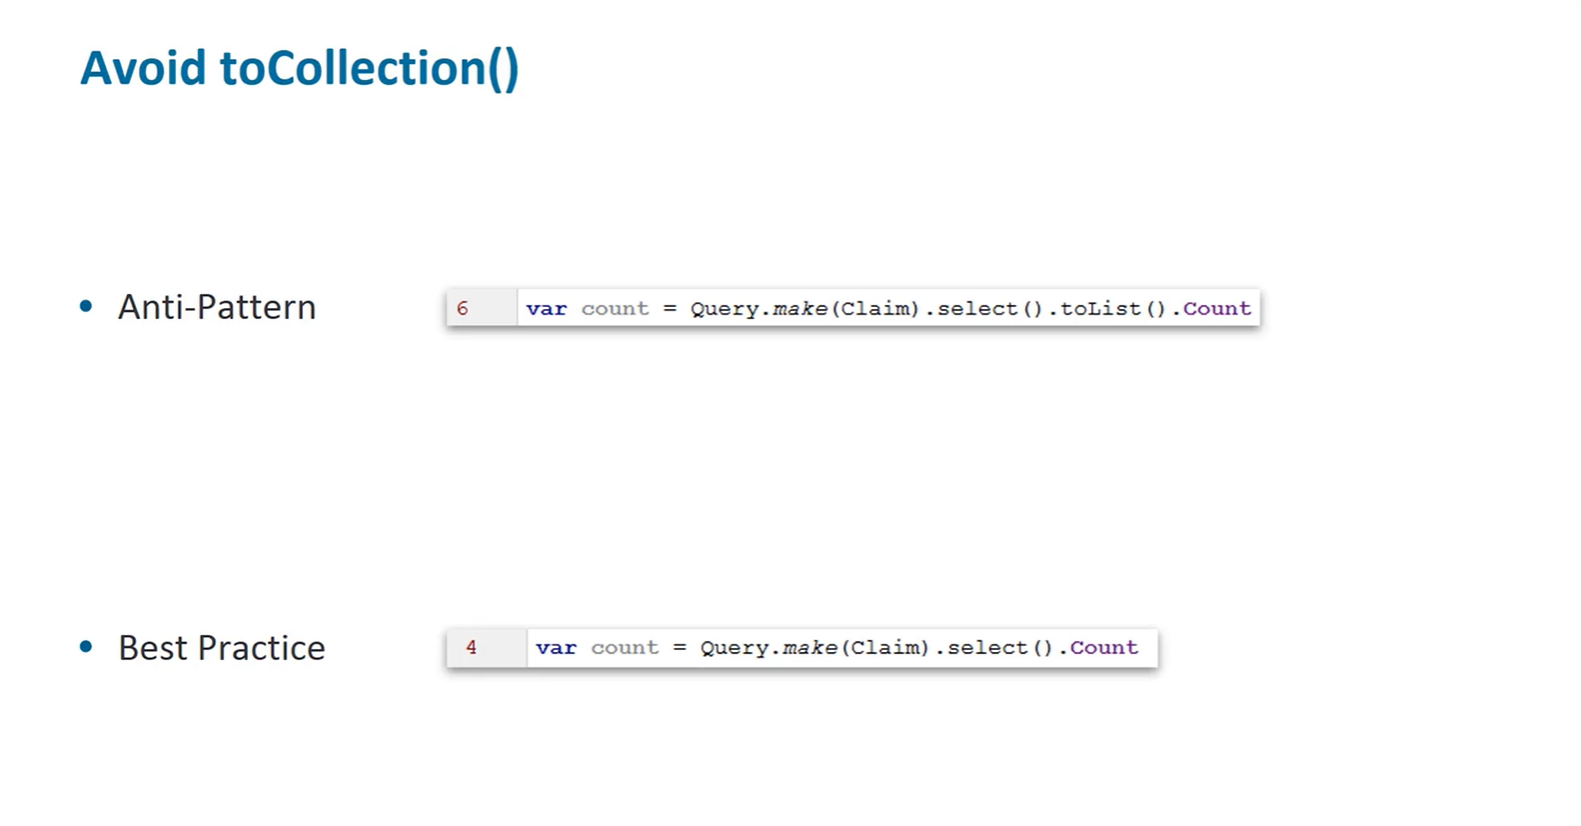 Avoid toCollection()
• Anti-Pattern
6 var count = Query.make(Claim).select().toList().Count
• Best Practice
4 var count = Query.make(Claim).select().Count